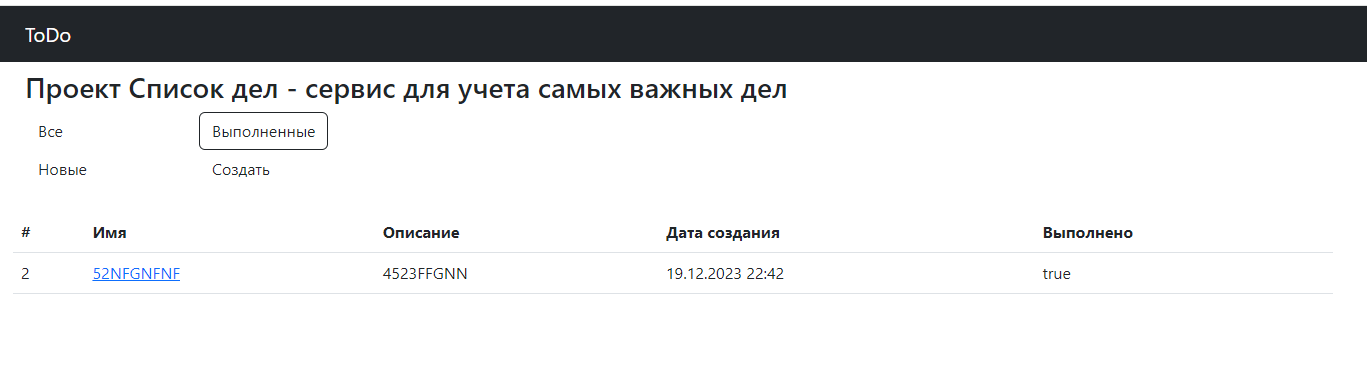 ToDo
Проект Список дел - сервис для учета самых важных дел
Все Выполненные
Новые Создать
# Имя Описание Дата создания Выполнено
2 52NFGNFNF 4523FFGNN 19.12.2023 22:42 true